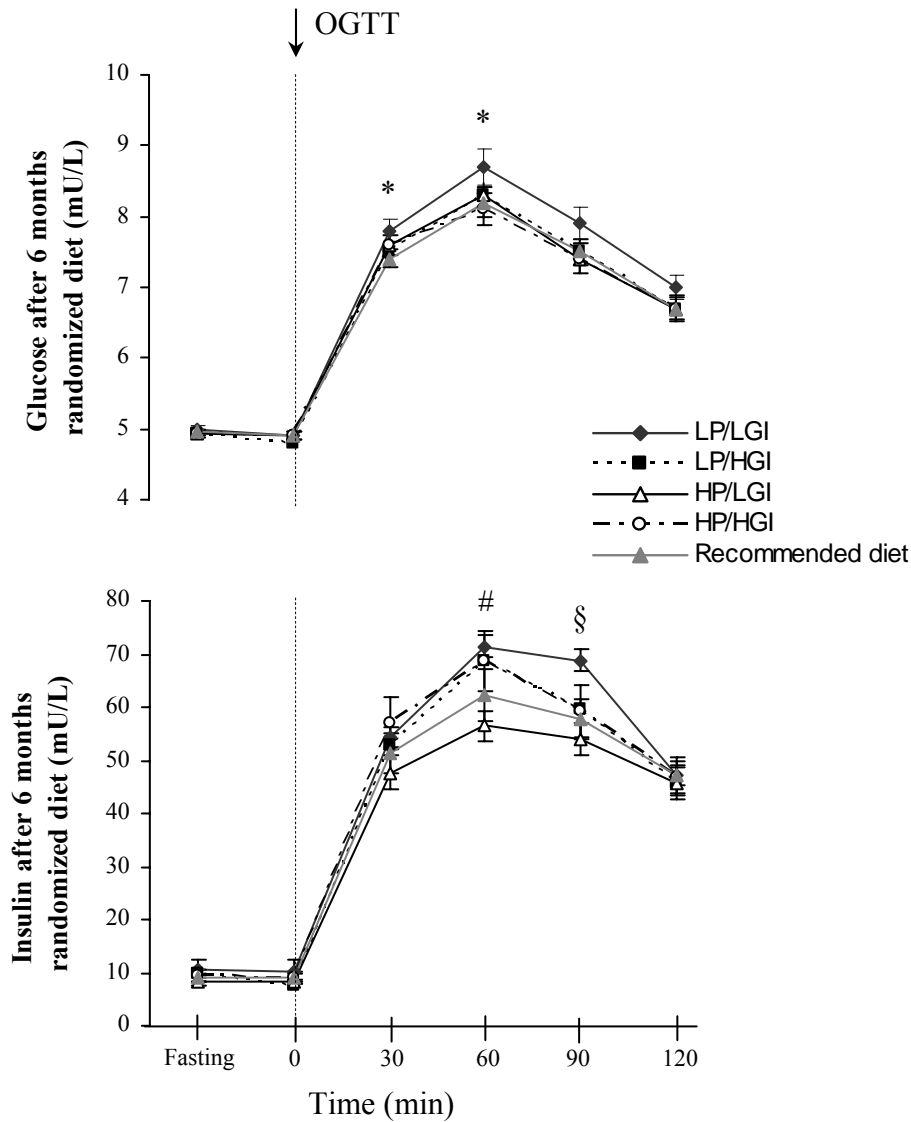 OGTT
Glucose after 6 months
randomized diet (mU/L)
10
9
8
7
6
5
4
*
*
LP/LGI
LP/HGI
HP/LGI
HP/HGI
Recommended diet
Insulin after 6 months
randomized diet (mU/L)
80
70
60
50
40
30
20
10
0
#
§
Fasting 0 30 60 90 120
Time (min)